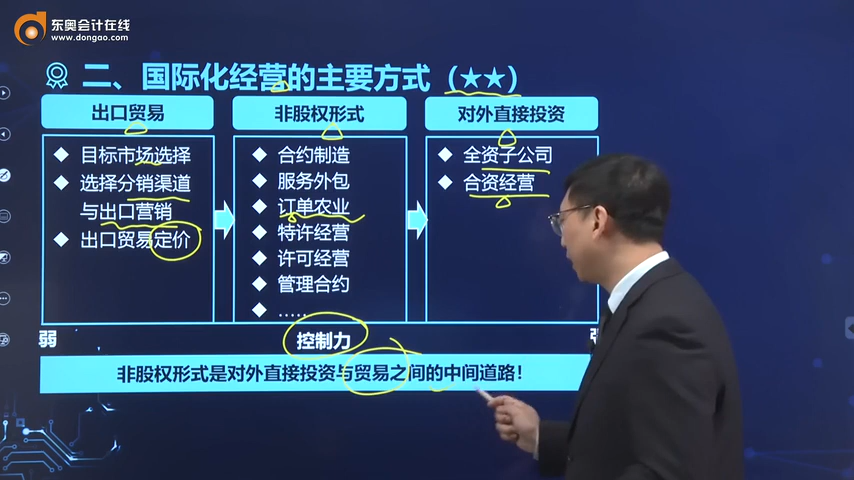 东奥会计在线
www.dongao.com
二、国际化经营的主要方式（★★）
出口贸易
◆ 目标市场选择
◆ 选择分销渠道
与出口营销
◆ 出口贸易定价
非股权形式
◆ 合约制造
◆ 服务外包
◆ 订单农业
◆ 特许经营
◆ 许可经营
◆ 管理合约
◆ ……
对外直接投资
◆ 全资子公司
◆ 合资经营
弱
控制力
非股权形式是对外直接投资与贸易之间的中间道路！